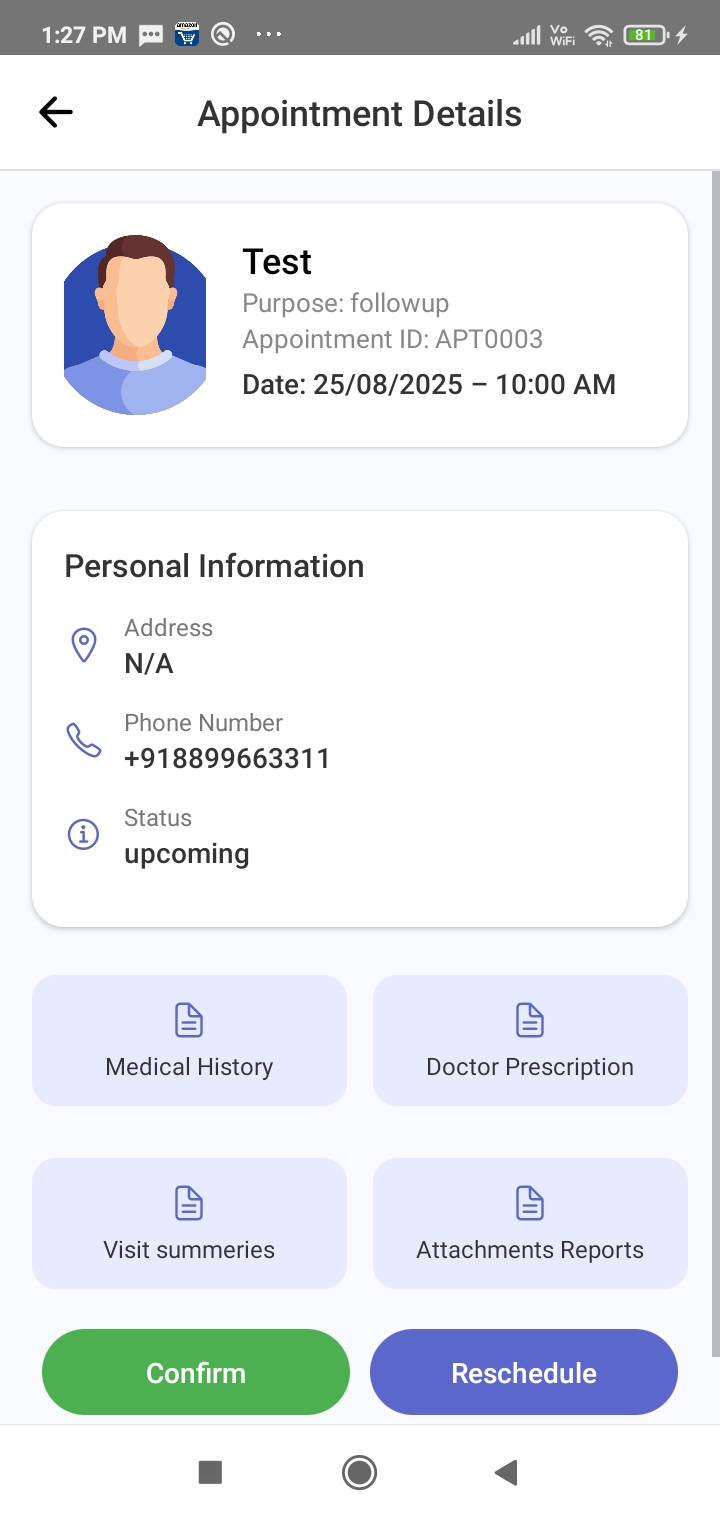 1:27 PM
amazon
Vo
WiFi
81
Appointment Details
Test
Purpose: followup
Appointment ID: APT0003
Date: 25/08/2025 – 10:00 AM
Personal Information
Address
N/A
Phone Number
+918899663311
Status
upcoming
Medical History
Doctor Prescription
Visit summeries
Attachments Reports
Confirm
Reschedule